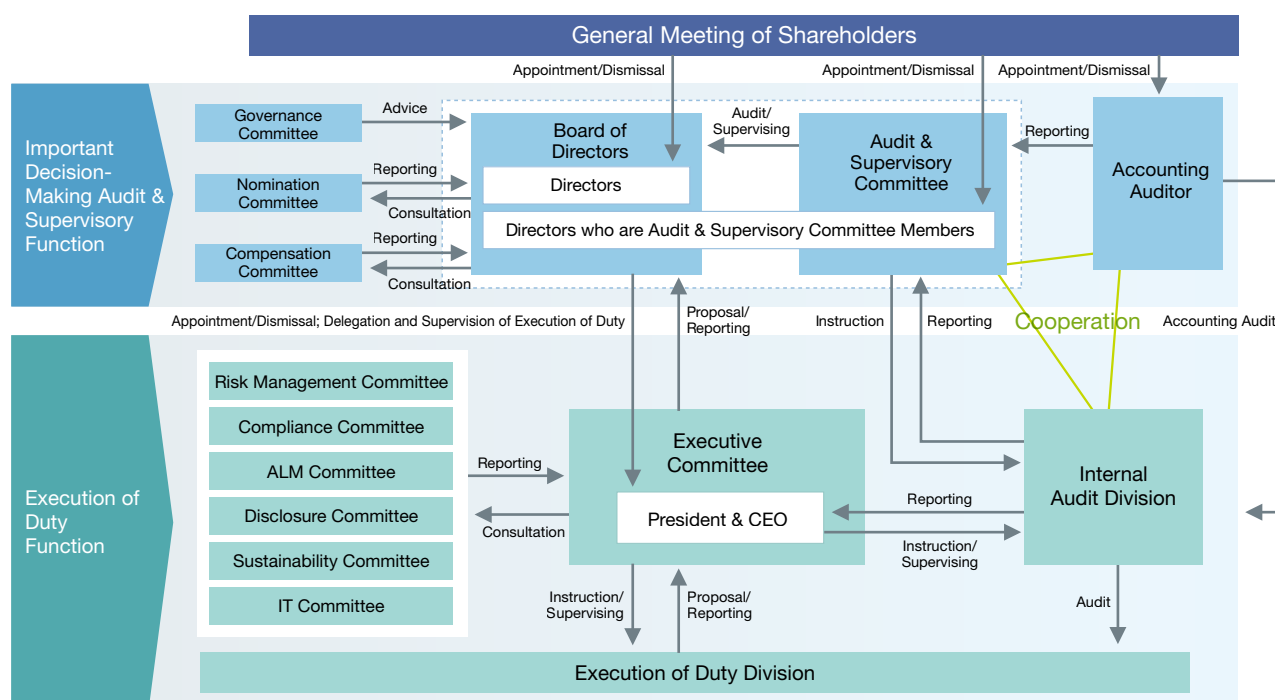 General Meeting of Shareholders
Appointment/Dismissal
Appointment/Dismissal
Appointment/Dismissal
Important
Decision-
Making Audit &
Supervisory
Function
Governance
Committee
Advice
Nomination
Committee
Reporting
Consultation
Compensation
Committee
Reporting
Consultation
Board of
Directors
Directors
Audit/
Supervising
Audit &
Supervisory
Committee
Directors who are Audit & Supervisory Committee Members
Reporting
Accounting
Auditor
Appointment/Dismissal; Delegation and Supervision of Execution of Duty
Proposal/
Reporting
Instruction
Reporting
Cooperation
Accounting Audit
Execution of
Duty
Function
Risk Management Committee
Compliance Committee
ALM Committee
Disclosure Committee
Sustainability Committee
IT Committee
Reporting
Consultation
Executive
Committee
President & CEO
Reporting
Instruction/
Supervising
Internal
Audit Division
Instruction/
Supervising
Proposal/
Reporting
Audit
Execution of Duty Division